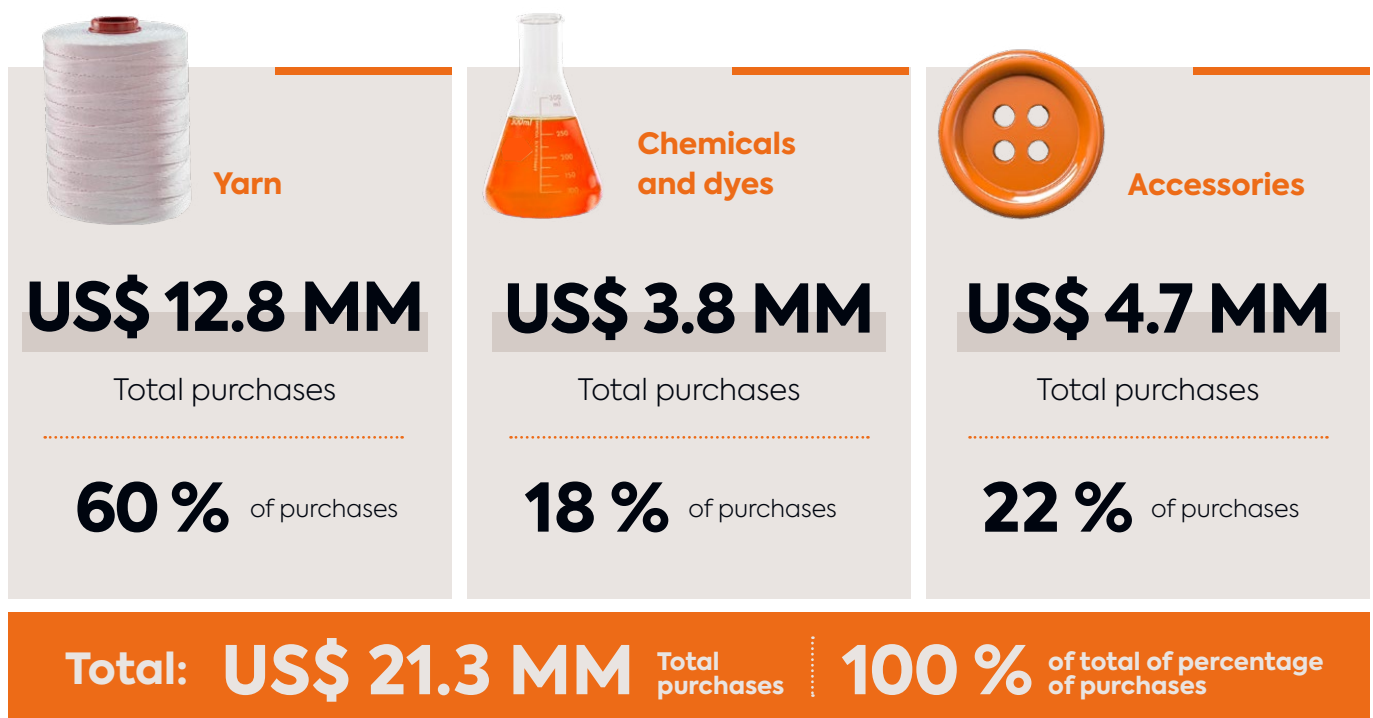 Yarn
US$ 12.8 MM
Total purchases
60 % of purchases
Chemicals
and dyes
US$ 3.8 MM
Total purchases
18 % of purchases
Accessories
US$ 4.7 MM
Total purchases
22 % of purchases
Total: US$ 21.3 MM Total
purchases
100 % of total of percentage
of purchases